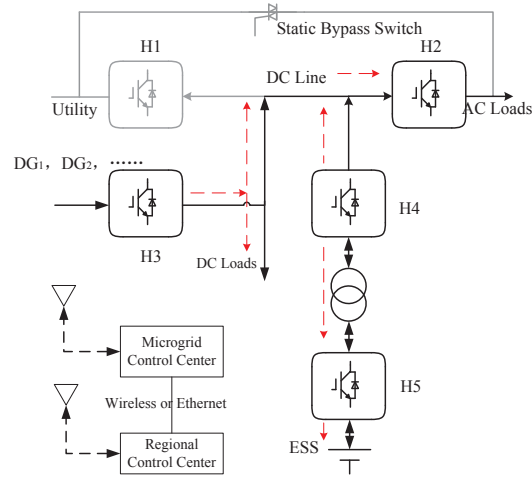 Static Bypass Switch
H1
H2
DC Line
Utility
AC Loads
DG1, DG2, ······
H4
H3
DC Loads
Microgrid
Control Center
H5
Wireless or Ethernet
Regional
Control Center
ESS